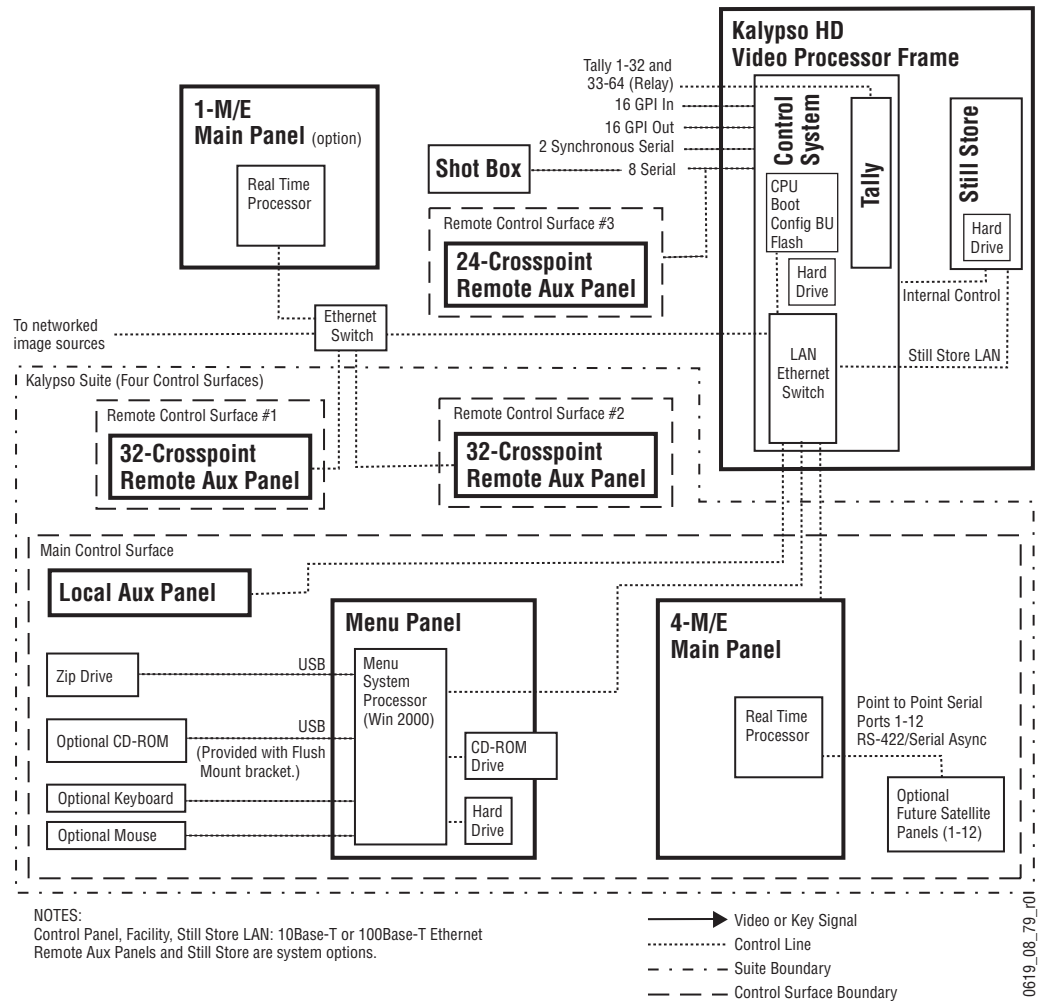 Kalypso HD
Video Processor Frame
Tally 1-32 and
33-64 (Relay)
16 GPI In
16 GPI Out
2 Synchronous Serial
8 Serial
Control
System
Tally
Still Store
CPU
Boot
Config BU
Flash
Hard
Drive
Hard
Drive
Internal Control
LAN
Ethernet
Switch
Still Store LAN
1-M/E
Main Panel (option)
Real Time
Processor
Shot Box
Remote Control Surface #3
24-Crosspoint
Remote Aux Panel
To networked
image sources
Ethernet
Switch
Kalypso Suite (Four Control Surfaces)
Remote Control Surface #1
32-Crosspoint
Remote Aux Panel
Remote Control Surface #2
32-Crosspoint
Remote Aux Panel
Main Control Surface
Local Aux Panel
Menu Panel
Menu
System
Processor
(Win 2000)
Zip Drive
USB
Optional CD-ROM
USB
(Provided with Flush
Mount bracket.)
Optional Keyboard
Optional Mouse
CD-ROM
Drive
Hard
Drive
4-M/E
Main Panel
Real Time
Processor
Point to Point Serial
Ports 1-12
RS-422/Serial Async
Optional
Future Satellite
Panels (1-12)
NOTES:
Control Panel, Facility, Still Store LAN: 10Base-T or 100Base-T Ethernet
Remote Aux Panels and Still Store are system options.
Video or Key Signal
Control Line
Suite Boundary
Control Surface Boundary
0619_08_79_r0